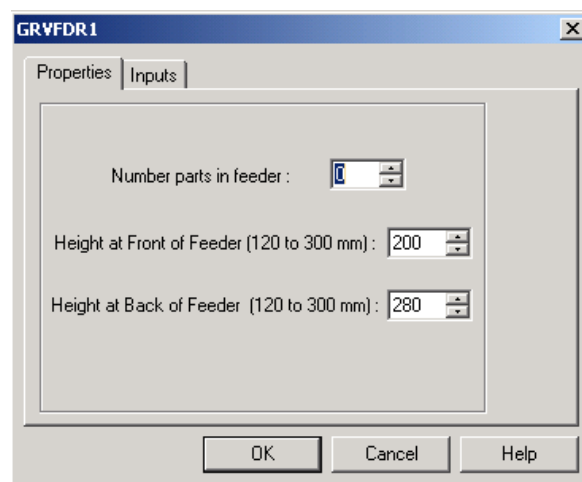 GRVFDR1
Properties Inputs
Number parts in feeder : 0
Height at Front of Feeder (120 to 300 mm) : 200
Height at Back of Feeder (120 to 300 mm) : 280
OK Cancel Help